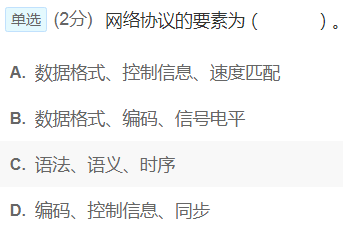 单选 (2分) 网络协议的要素为（ ）。
A. 数据格式、控制信息、速度匹配
B. 数据格式、编码、信号电平
C. 语法、语义、时序
D. 编码、控制信息、同步